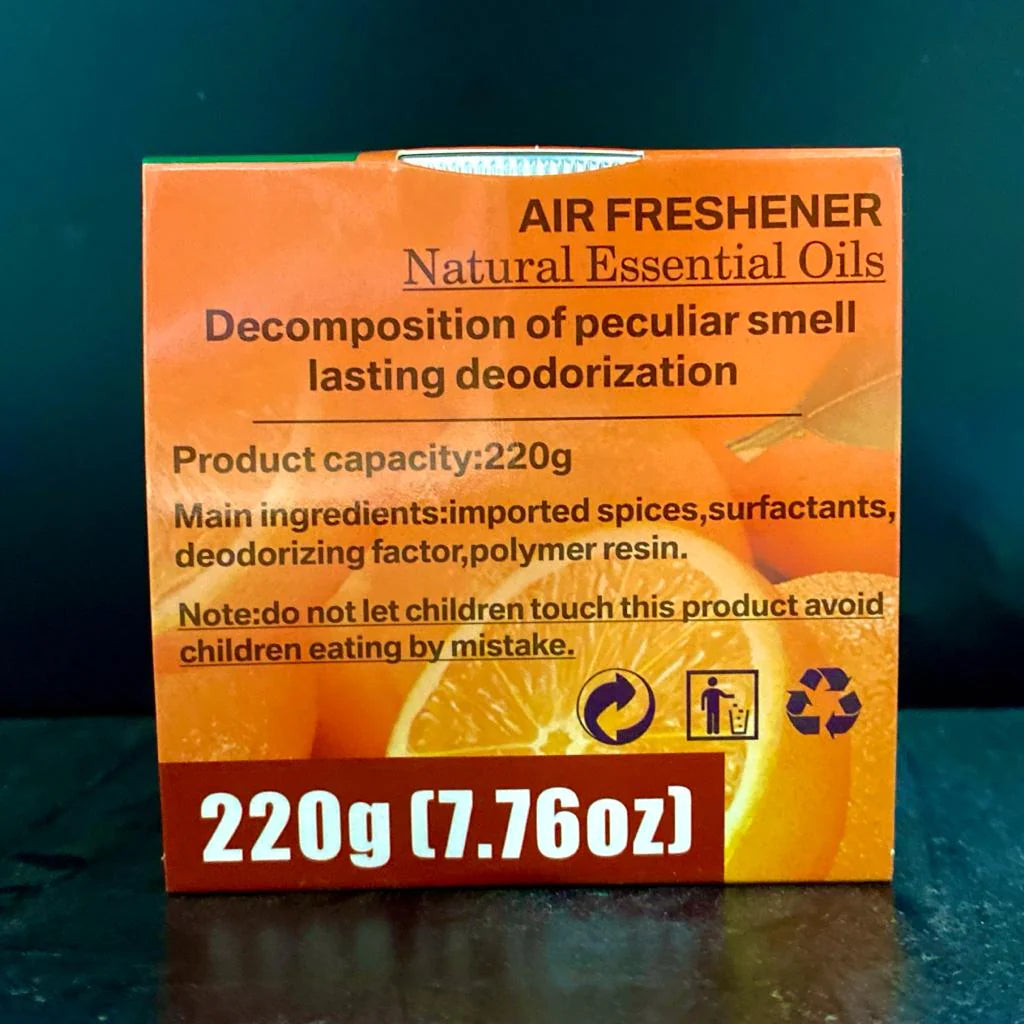 AIR FRESHENER
Natural Essential Oils
Decomposition of peculiar smell
lasting deodorization
Product capacity:220g
Main ingredients:imported spices,surfactants,
deodorizing factor,polymer resin.
Note:do not let children touch this product avoid
children eating by mistake.
220g (7.76oz)